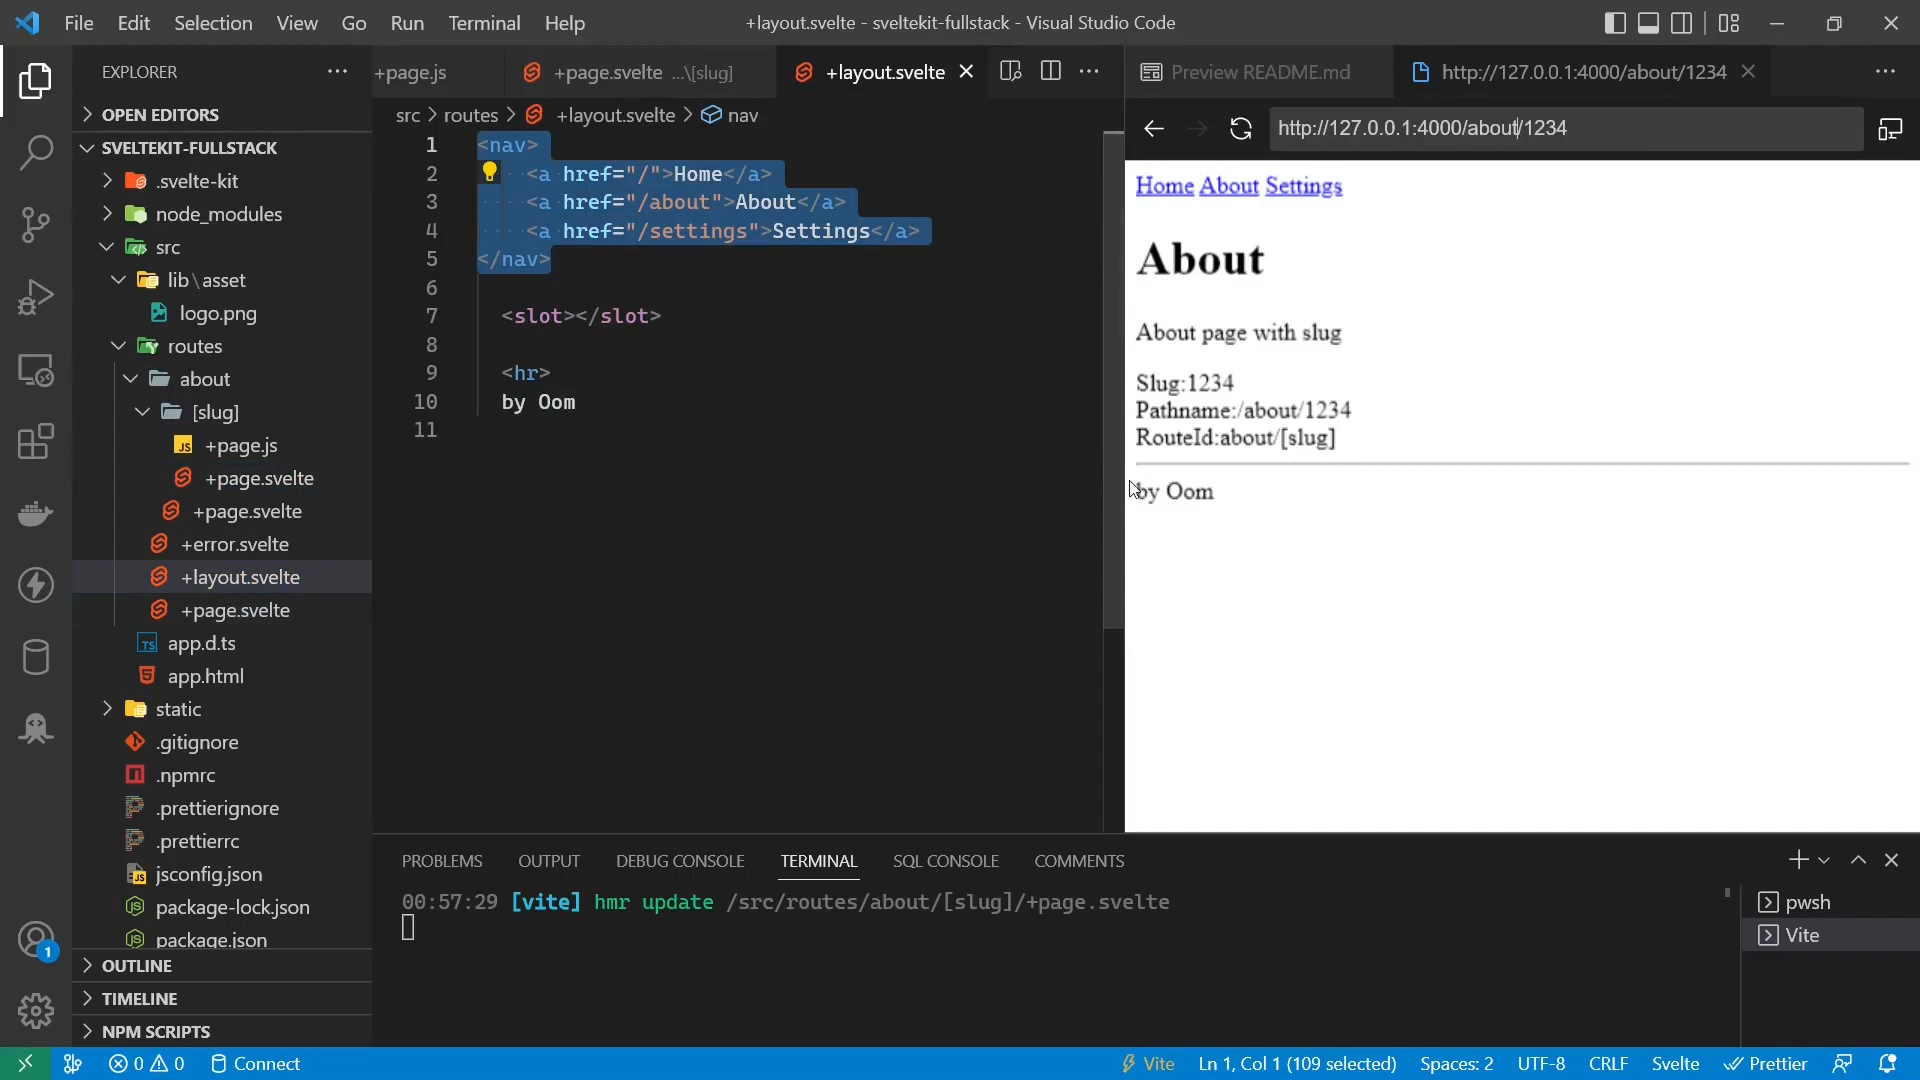 File Edit Selection View Go Run Terminal Help
+layout.svelte - sveltekit-fullstack - Visual Studio Code
EXPLORER
OPEN EDITORS
SVELTEKIT-FULLSTACK
.svelte-kit
node_modules
src
lib\asset
logo.png
routes
about
[slug]
+page.js
+page.svelte
+page.svelte
+error.svelte
+layout.svelte
+page.svelte
app.d.ts
app.html
static
.gitignore
.npmrc
.prettierignore
.prettierrc
jsconfig.json
package-lock.json
package.json
OUTLINE
TIMELINE
NPM SCRIPTS
1
+page.js
+page.svelte ...\[slug]
+layout.svelte
src > routes > +layout.svelte > nav
1 <nav>
2 <a href="/">Home</a>
3 <a href="/about">About</a>
4 <a href="/settings">Settings</a>
5 </nav>
6
7 <slot></slot>
8
9 <hr>
10 by Oom
11
Preview README.md
http://127.0.0.1:4000/about/1234
http://127.0.0.1:4000/about/1234
Home About Settings
About
About page with slug
Slug:1234
Pathname:/about/1234
RouteId:about/[slug]
by Oom
PROBLEMS OUTPUT DEBUG CONSOLE TERMINAL SQL CONSOLE COMMENTS
00:57:29 [vite] hmr update /src/routes/about/[slug]/+page.svelte
pwsh
Vite
0 0 Connect
Vite Ln 1, Col 1 (109 selected) Spaces: 2 UTF-8 CRLF Svelte Prettier